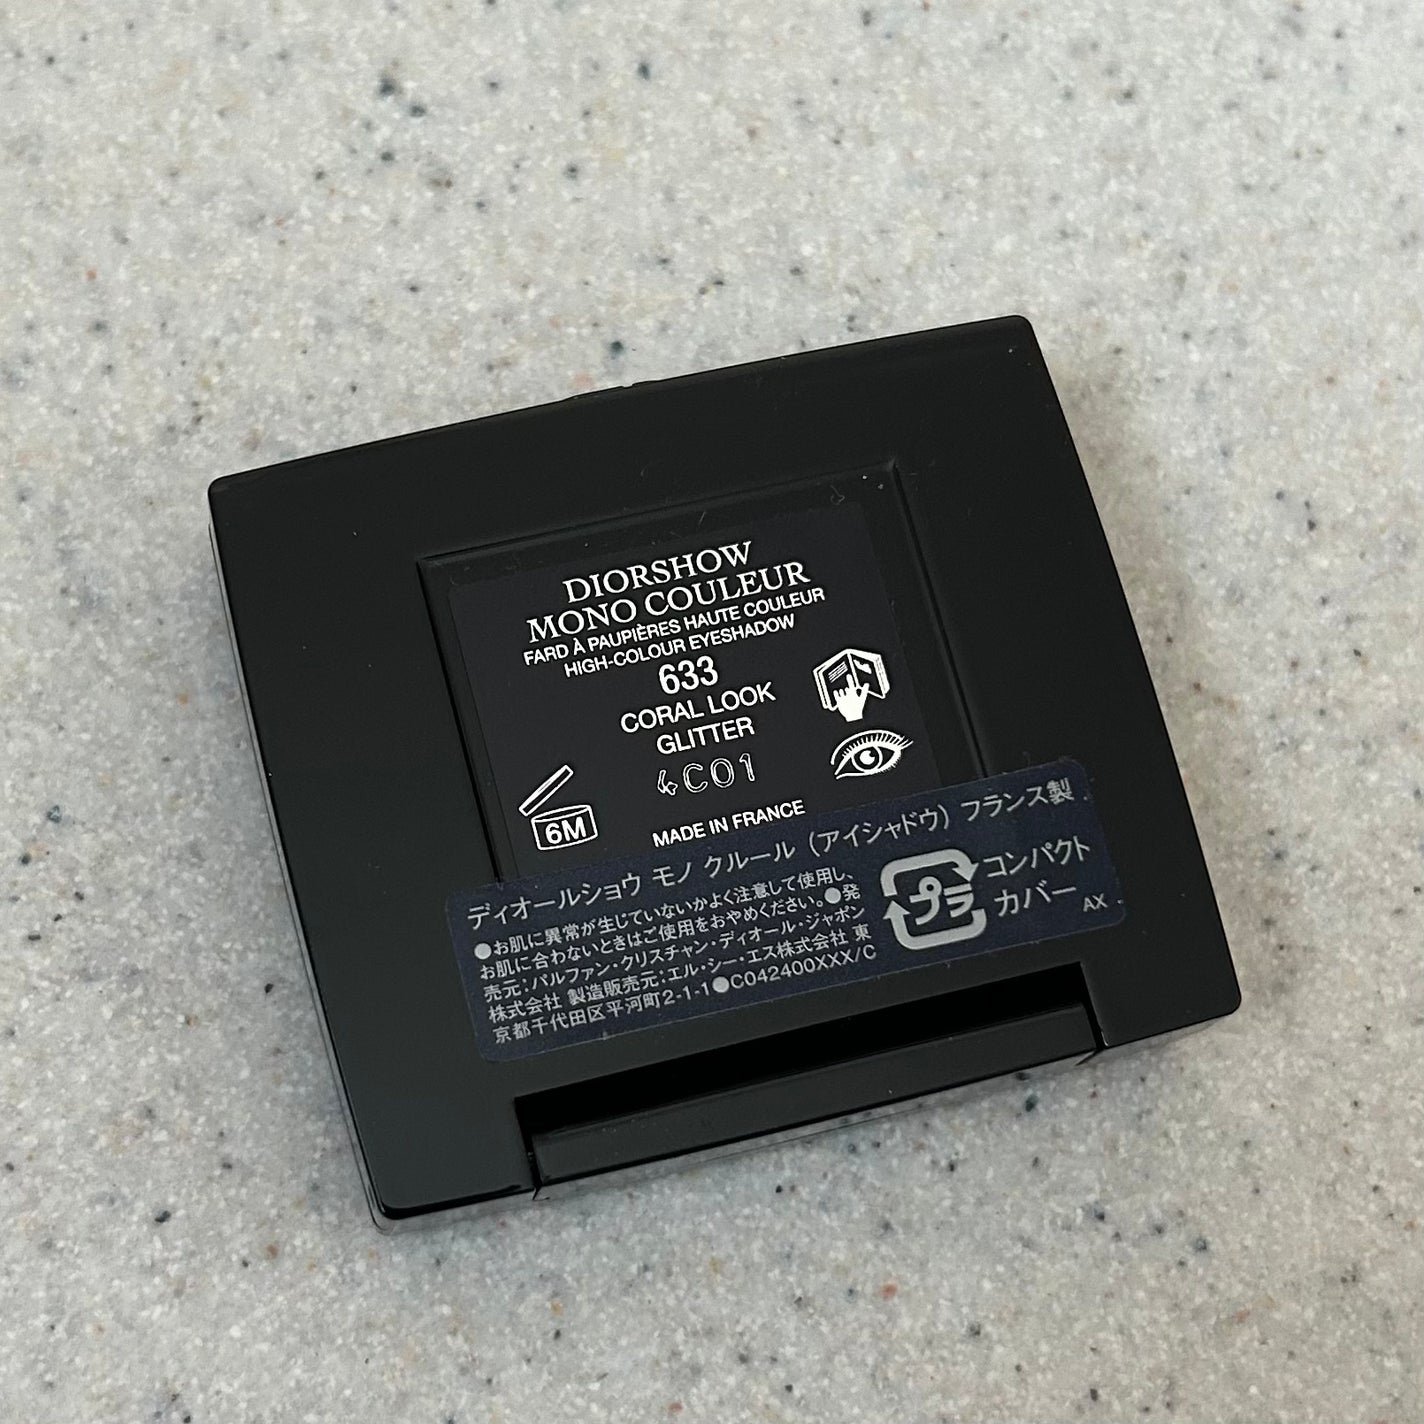 DIORSHOW
MONO COULEUR
FARD À PAUPIÈRES HAUTE COULEUR
HIGH-COLOUR EYESHADOW
633
CORAL LOOK
GLITTER
4C01
6M
MADE IN FRANCE
ディオールショウ モノ クルール (アイシャドウ) フランス製
●お肌に異常が生じていないかよく注意して使用し、
お肌に合わないときはご使用をおやめください。●発
売元:パルファン・クリスチャン・ディオール・ジャポン
株式会社 製造販売元:エル・シー・エス株式会社 東
京都千代田区平河町2-1-1●C042400XXX/C
プラ
コンパクト
カバー
AX